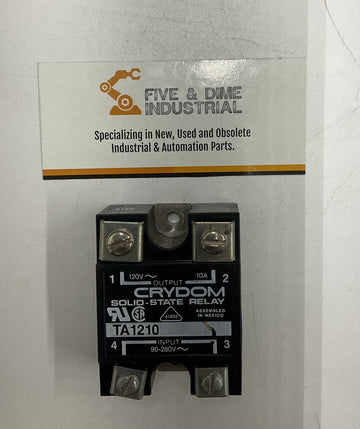 FIVE & DIME
INDUSTRIAL
Specializing in New, Used and Obsolete
Industrial & Automation Parts.
1 120V~ 10A 2
OUTPUT
CRYDOM
SOLID-STATE RELAY
ASSEMBLED
IN MEXICO
TA1210
4 INPUT 3
90-280V~